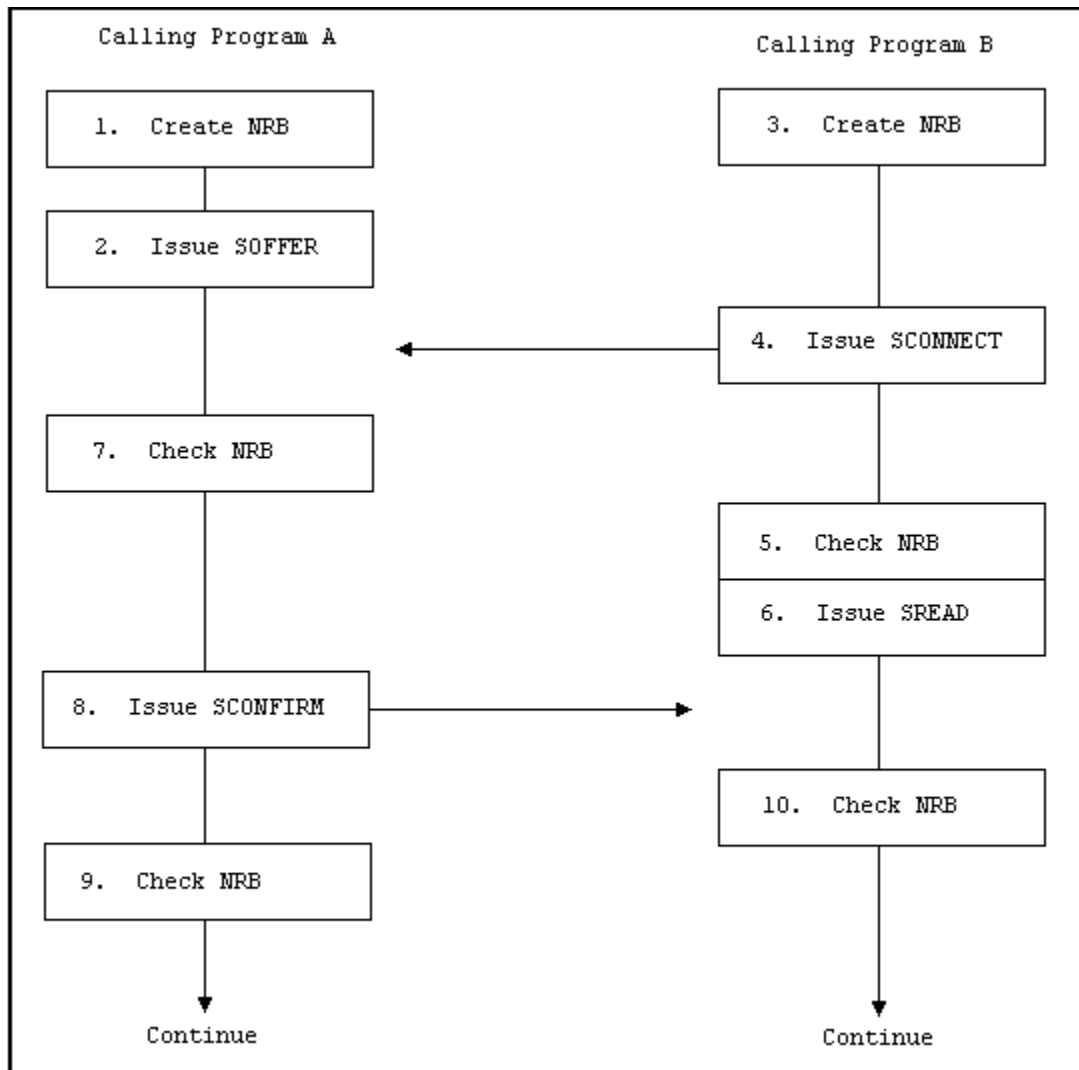 Calling Program A
Calling Program B
1. Create NRB
3. Create NRB
2. Issue SOFFER
4. Issue SCONNECT
7. Check NRB
5. Check NRB
6. Issue SREAD
8. Issue SCONFIRM
10. Check NRB
9. Check NRB
Continue
Continue